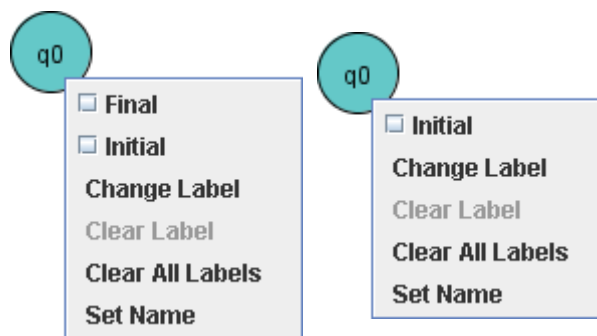 q0
Final
Initial
Change Label
Clear Label
Clear All Labels
Set Name
q0
Initial
Change Label
Clear Label
Clear All Labels
Set Name